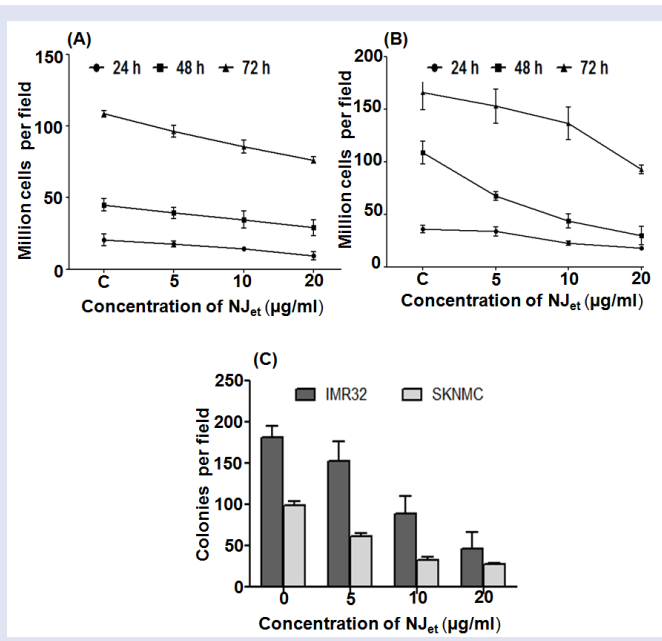 (A)
24 h 48 h 72 h
150
100
50
0
Million cells per field
C 5 10 20
Concentration of NJet (µg/ml)
(B)
24 h 48 h 72 h
200
150
100
50
0
Million cells per field
C 5 10 20
Concentration of NJet (µg/ml)
(C)
IMR32 SKNMC
250
200
150
100
50
0
Colonies per field
0 5 10 20
Concentration of NJet (µg/ml)